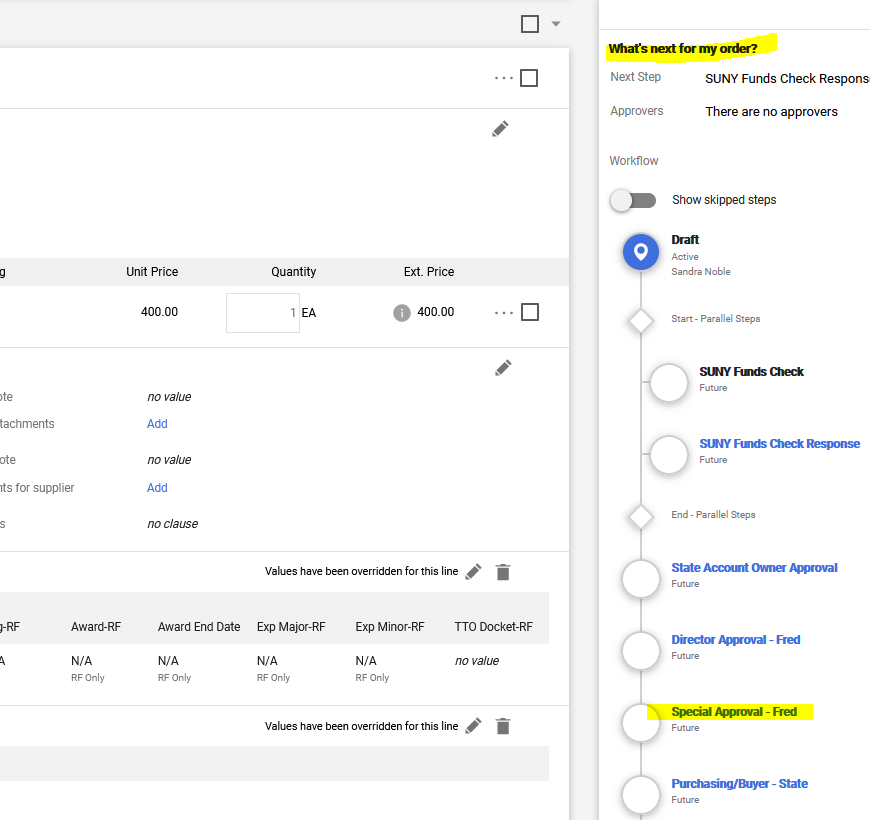 Unit Price Quantity Ext. Price
400.00 1 EA 400.00
no value
Add
no value
nts for supplier Add
no clause
Values have been overridden for this line
-RF Award-RF Award End Date Exp Major-RF Exp Minor-RF TTO Docket-RF
N/A N/A N/A N/A no value
RF Only RF Only RF Only RF Only
Values have been overridden for this line
What's next for my order?
Next Step SUNY Funds Check Response
Approvers There are no approvers
Workflow
Show skipped steps
Draft
Active
Sandra Noble
Start - Parallel Steps
SUNY Funds Check
Future
SUNY Funds Check Response
Future
End - Parallel Steps
State Account Owner Approval
Future
Director Approval - Fred
Future
Special Approval - Fred
Future
Purchasing/Buyer - State
Future